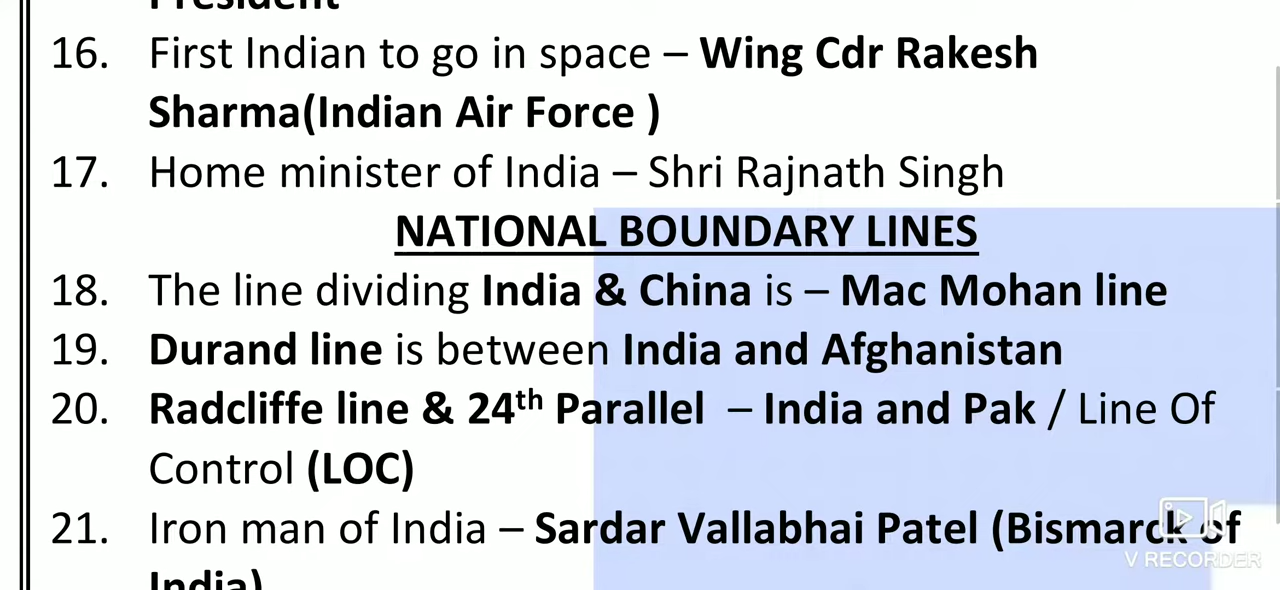 President
16. First Indian to go in space – Wing Cdr Rakesh
Sharma(Indian Air Force )
17. Home minister of India – Shri Rajnath Singh
NATIONAL BOUNDARY LINES
18. The line dividing India & China is – Mac Mohan line
19. Durand line is between India and Afghanistan
20. Radcliffe line & 24th Parallel – India and Pak / Line Of
Control (LOC)
21. Iron man of India – Sardar Vallabhai Patel (Bismarck of
India)
V RECORDER